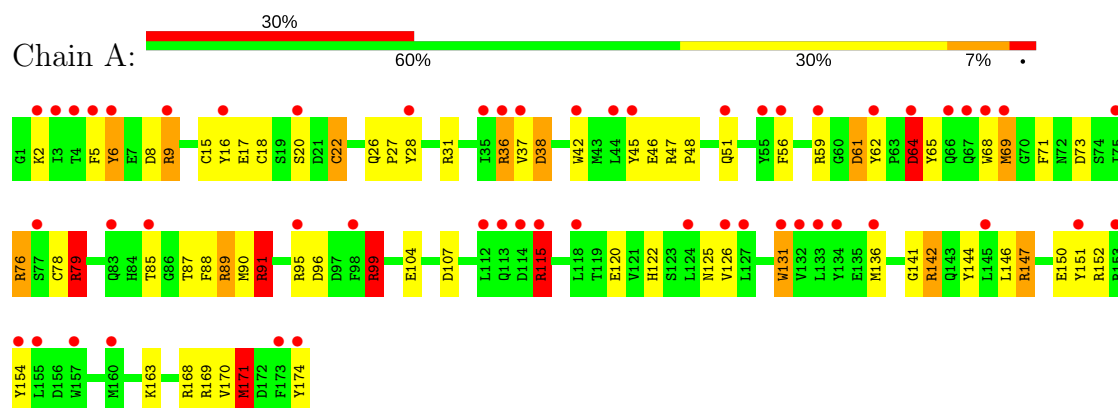 30%
Chain A:
60% 30% 7% •
G1 K2 I3 T4 F5 Y6 E7 D8 R9 C15 Y16 E17 C18 S19 S20 D21 C22 Q26 P27 Y28 R31 I35 R36 V37 D38 W42 M43 L44 Y45 E46 R47 P48 Q51 Y55 F56 R59 G60 D61 Y62 P63 D64 Y65 Q66 Q67 W68 M69 G70 F71 N72 D73 S74 I75
R76 S77 C78 R79 Q83 H84 T85 G86 T87 F88 R89 M90 R91 R95 D96 D97 F98 R99 E104 D107 L112 Q113 D114 R115 L118 T119 E120 V121 H122 S123 L124 N125 V126 L127 W131 V132 L133 Y134 E135 M136 G141 R142 Q143 Y144 L145 L146 R147 E150 Y151 R152 R153
Y154 L155 D156 W157 M160 K163 R168 R169 V170 M171 D172 F173 Y174